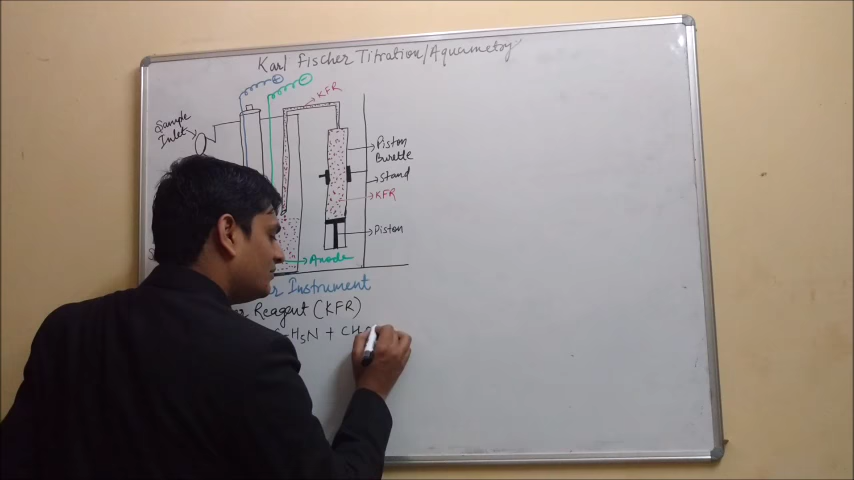 Karl Fischer Titration/Aquametry
KFR
Sample
Inlet
Piston
Burette
Stand
KFR
Piston
Anode
Instrument
Reagent (KFR)
H5N + CH3